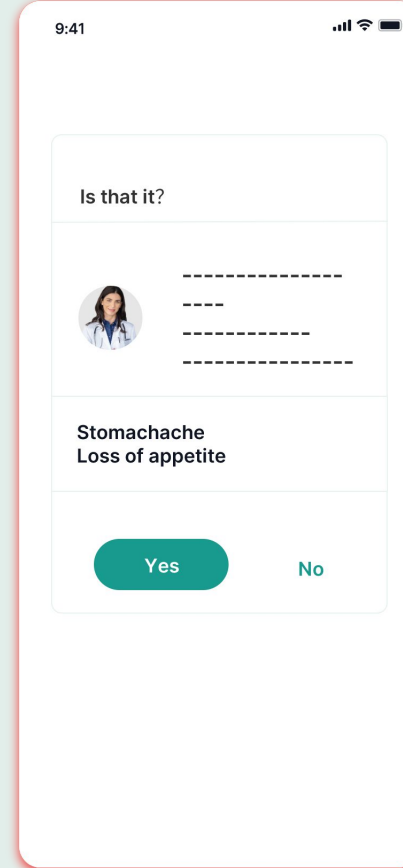 9:41
Is that it?
---------------
----
------------
----------------
Stomachache
Loss of appetite
Yes
No